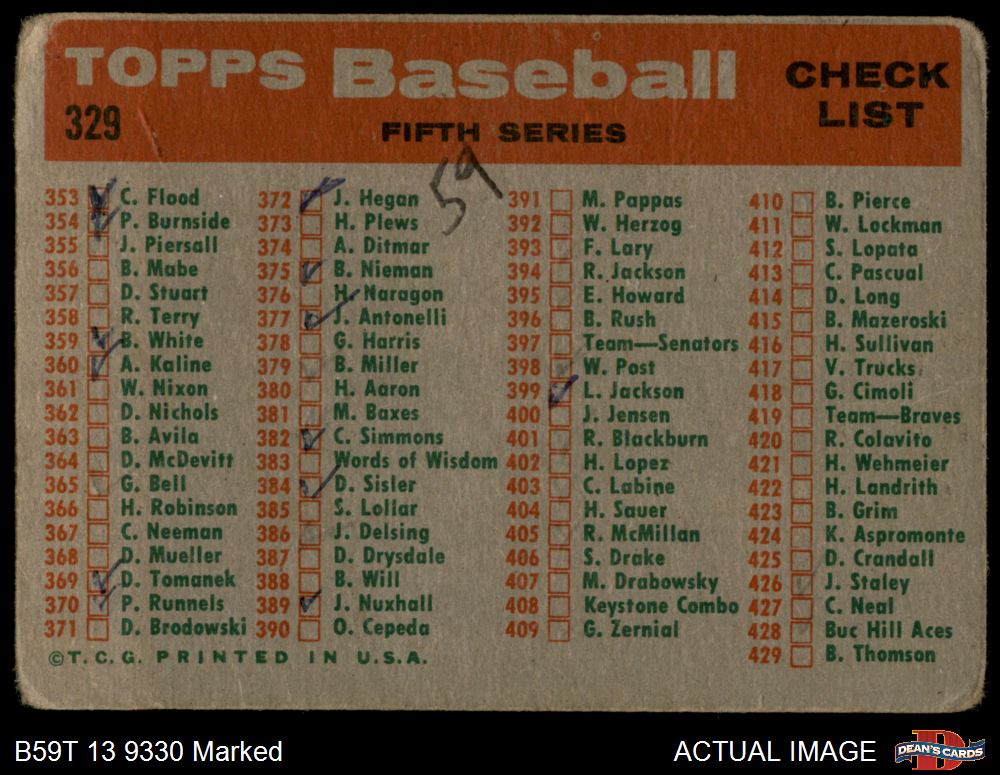 TOPPS Baseball CHECK LIST
329
FIFTH SERIES
59
353 C. Flood
354 P. Burnside
355 J. Piersall
356 B. Mabe
357 D. Stuart
358 R. Terry
359 B. White
360 A. Kaline
361 W. Nixon
362 D. Nichols
363 B. Avila
364 D. McDevitt
365 G. Bell
366 H. Robinson
367 C. Neeman
368 D. Mueller
369 D. Tomanek
370 P. Runnels
371 D. Brodowski
372 J. Hegan
373 H. Plews
374 A. Ditmar
375 B. Nieman
376 H. Naragon
377 J. Antonelli
378 G. Harris
379 B. Miller
380 H. Aaron
381 M. Baxes
382 C. Simmons
383 Words of Wisdom
384 D. Sisler
385 S. Lollar
386 J. Delsing
387 D. Drysdale
388 B. Will
389 J. Nuxhall
390 O. Cepeda
391 M. Pappas
392 W. Herzog
393 F. Lary
394 R. Jackson
395 E. Howard
396 B. Rush
397 Team—Senators
398 W. Post
399 L. Jackson
400 J. Jensen
401 R. Blackburn
402 H. Lopez
403 C. Labine
404 H. Sauer
405 R. McMillan
406 S. Drake
407 M. Drabowsky
408 Keystone Combo
409 G. Zernial
410 B. Pierce
411 W. Lockman
412 S. Lopata
413 C. Pascual
414 D. Long
415 B. Mazeroski
416 H. Sullivan
417 V. Trucks
418 G. Cimoli
419 Team—Braves
420 R. Colavito
421 H. Wehmeier
422 H. Landrith
423 B. Grim
424 K. Aspromonte
425 D. Crandall
426 J. Staley
427 C. Neal
428 Buc Hill Aces
429 B. Thomson
©T.C.G. PRINTED IN U.S.A.
B59T 13 9330 Marked
ACTUAL IMAGE
DEAN'S CARDS